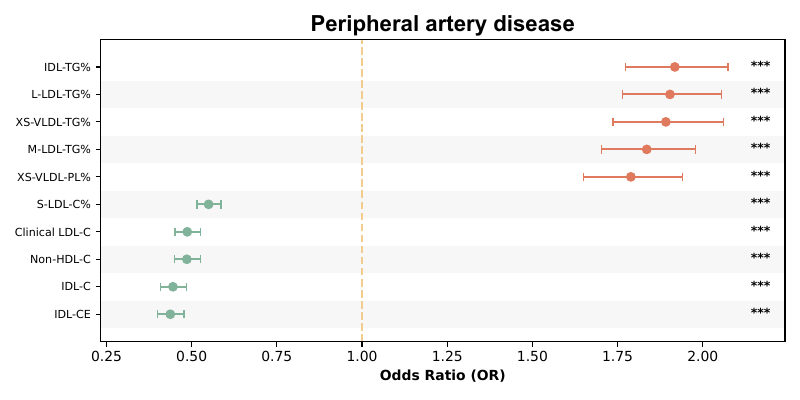 Peripheral artery disease
IDL-TG% ***
L-LDL-TG% ***
XS-VLDL-TG% ***
M-LDL-TG% ***
XS-VLDL-PL% ***
S-LDL-C% ***
Clinical LDL-C ***
Non-HDL-C ***
IDL-C ***
IDL-CE ***
0.25 0.50 0.75 1.00 1.25 1.50 1.75 2.00
Odds Ratio (OR)